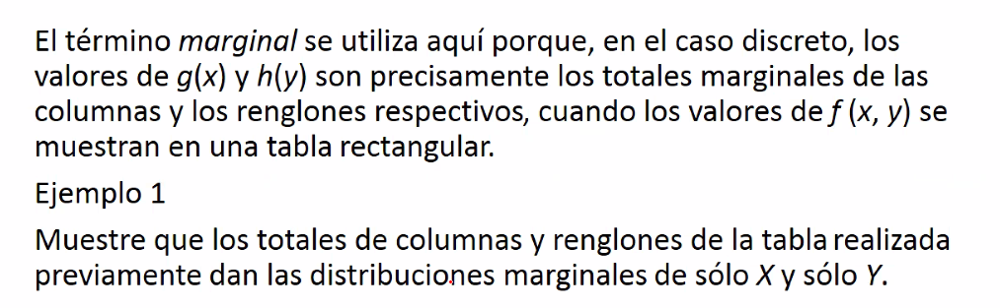 El término marginal se utiliza aquí porque, en el caso discreto, los
valores de g(x) y h(y) son precisamente los totales marginales de las
columnas y los renglones respectivos, cuando los valores de f (x, y) se
muestran en una tabla rectangular.
Ejemplo 1
Muestre que los totales de columnas y renglones de la tabla realizada
previamente dan las distribuciones marginales de sólo X y sólo Y.